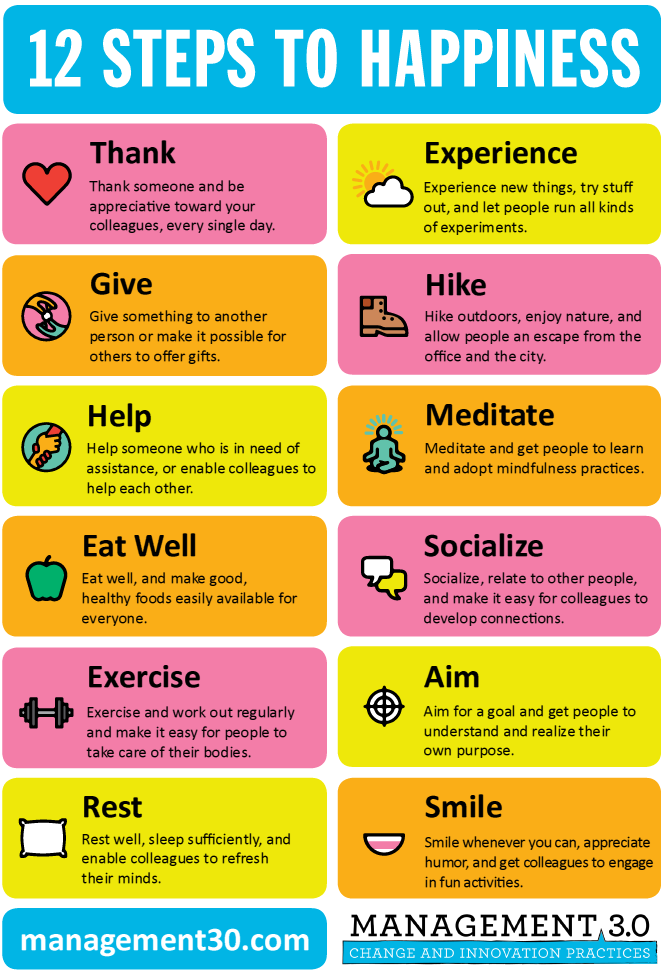 12 STEPS TO HAPPINESS
Thank
Thank someone and be
appreciative toward your
colleagues, every single day.
Experience
Experience new things, try stuff
out, and let people run all kinds
of experiments.
Give
Give something to another
person or make it possible for
others to offer gifts.
Hike
Hike outdoors, enjoy nature, and
allow people an escape from the
office and the city.
Help
Help someone who is in need of
assistance, or enable colleagues to
help each other.
Meditate
Meditate and get people to learn
and adopt mindfulness practices.
Eat Well
Eat well, and make good,
healthy foods easily available for
everyone.
Socialize
Socialize, relate to other people,
and make it easy for colleagues to
develop connections.
Exercise
Exercise and work out regularly
and make it easy for people to
take care of their bodies.
Aim
Aim for a goal and get people to
understand and realize their
own purpose.
Rest
Rest well, sleep sufficiently, and
enable colleagues to refresh
their minds.
Smile
Smile whenever you can, appreciate
humor, and get colleagues to engage
in fun activities.
management30.com
MANAGEMENT 3.0
CHANGE AND INNOVATION PRACTICES